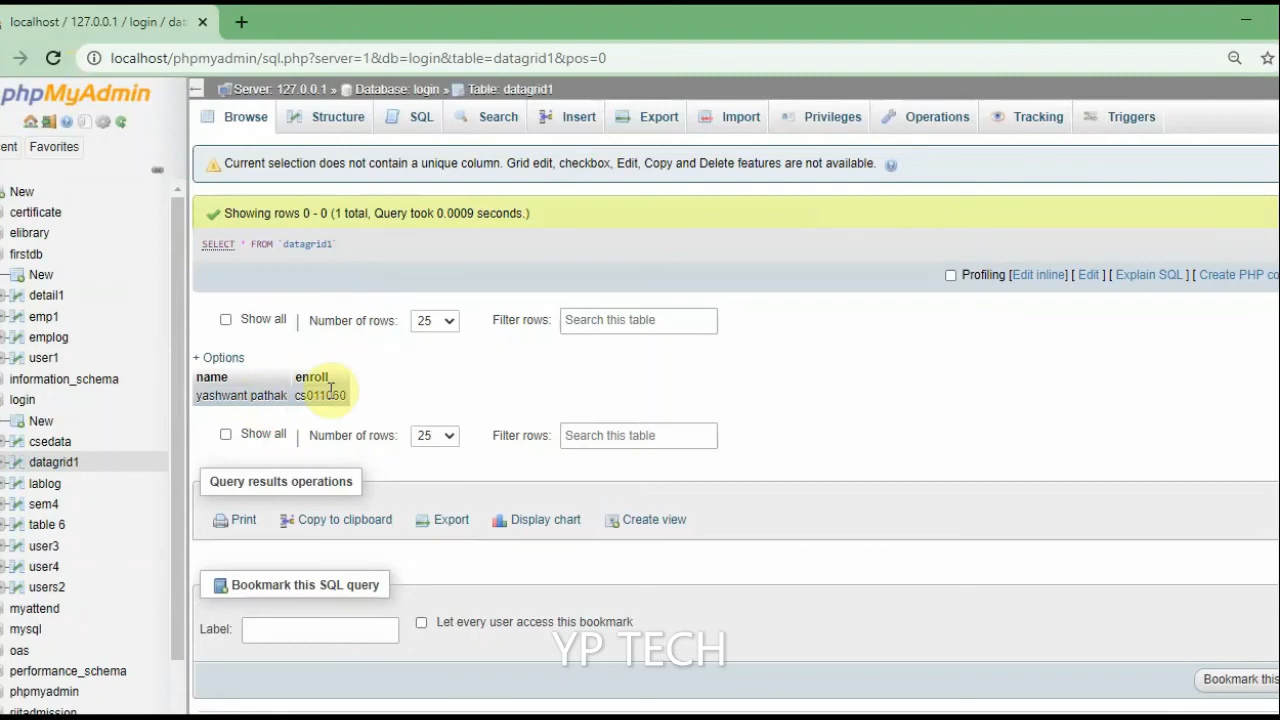 localhost / 127.0.0.1 / login / dat
localhost/phpmyadmin/sql.php?server=1&db=login&table=datagrid1&pos=0
phpMyAdmin
ent Favorites
New
certificate
elibrary
firstdb
New
detail1
emp1
emplog
user1
information_schema
login
New
csedata
datagrid1
lablog
sem4
table 6
user3
user4
users2
myattend
mysql
oas
performance_schema
phpmyadmin
Server: 127.0.0.1 » Database: login » Table: datagrid1
Browse Structure SQL Search Insert Export Import Privileges Operations Tracking Triggers
Current selection does not contain a unique column. Grid edit, checkbox, Edit, Copy and Delete features are not available.
Showing rows 0 - 0 (1 total, Query took 0.0009 seconds.)
SELECT * FROM `datagrid1`
Profiling [Edit inline] [ Edit ] [ Explain SQL ] [ Create PHP co
Show all | Number of rows: 25 Filter rows: Search this table
+ Options
name enroll
yashwant pathak cs011060
Show all | Number of rows: 25 Filter rows: Search this table
Query results operations
Print Copy to clipboard Export Display chart Create view
Bookmark this SQL query
Label: Let every user access this bookmark
YP TECH
Bookmark this